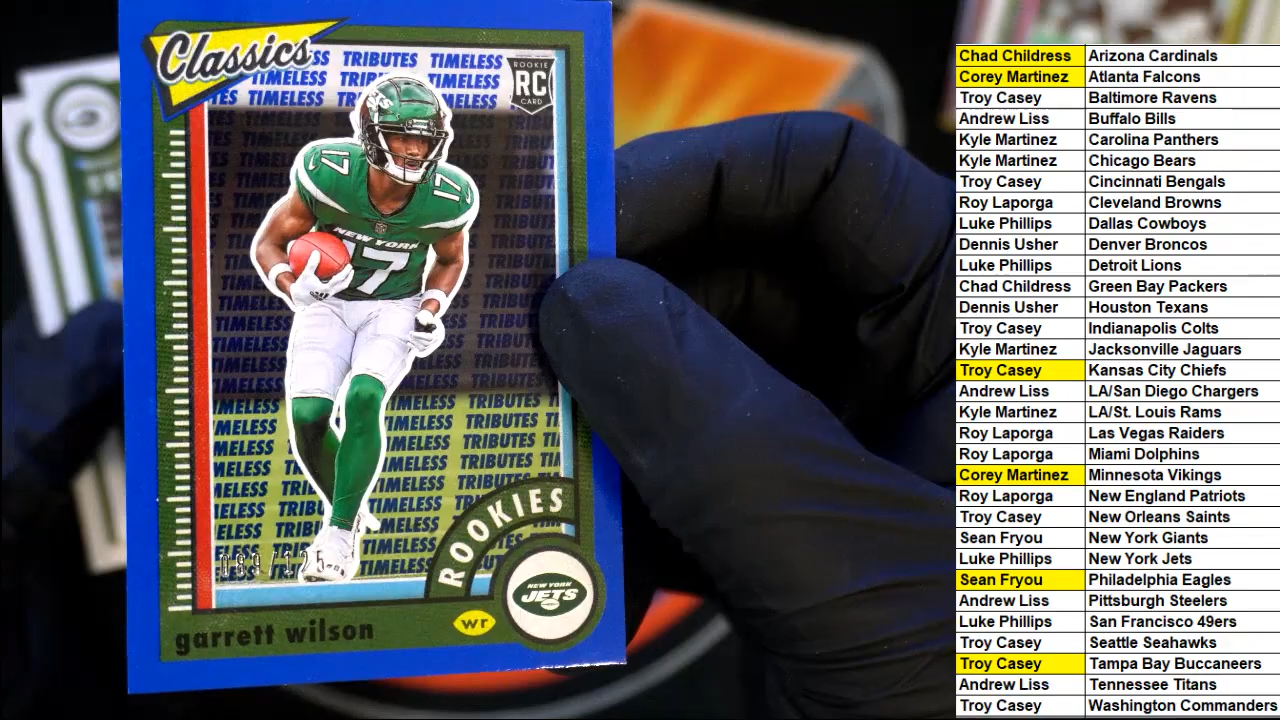 Classics
TRIBUTES TIMELESS
ROOKIE
RC
CARD
17
17
NEW YORK
17
TIMELESS TRIBUTES
089/125
ROOKIES
NEW YORK
JETS
wr
garrett wilson
Chad Childress Arizona Cardinals
Corey Martinez Atlanta Falcons
Troy Casey Baltimore Ravens
Andrew Liss Buffalo Bills
Kyle Martinez Carolina Panthers
Kyle Martinez Chicago Bears
Troy Casey Cincinnati Bengals
Roy Laporga Cleveland Browns
Luke Phillips Dallas Cowboys
Dennis Usher Denver Broncos
Luke Phillips Detroit Lions
Chad Childress Green Bay Packers
Dennis Usher Houston Texans
Troy Casey Indianapolis Colts
Kyle Martinez Jacksonville Jaguars
Troy Casey Kansas City Chiefs
Andrew Liss LA/San Diego Chargers
Kyle Martinez LA/St. Louis Rams
Roy Laporga Las Vegas Raiders
Roy Laporga Miami Dolphins
Corey Martinez Minnesota Vikings
Roy Laporga New England Patriots
Troy Casey New Orleans Saints
Sean Fryou New York Giants
Luke Phillips New York Jets
Sean Fryou Philadelphia Eagles
Andrew Liss Pittsburgh Steelers
Luke Phillips San Francisco 49ers
Troy Casey Seattle Seahawks
Troy Casey Tampa Bay Buccaneers
Andrew Liss Tennessee Titans
Troy Casey Washington Commanders